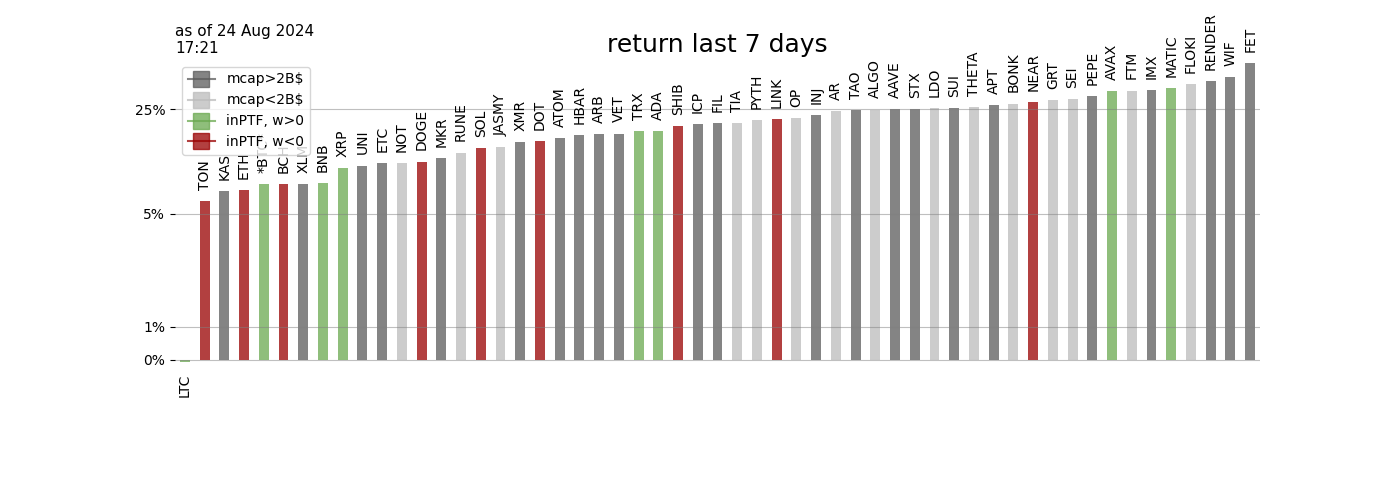 as of 24 Aug 2024
17:21
return last 7 days
mcap>2B$
mcap<2B$
inPTF, w>0
inPTF, w<0
25%
5%
1%
0%
LTC
TON
KAS
ETH
BCH
XLM
BNB
XRP
UNI
ETC
NOT
DOGE
MKR
RUNE
SOL
JASMY
XMR
DOT
ATOM
HBAR
ARB
VET
TRX
ADA
SHIB
ICP
FIL
TIA
PYTH
LINK
OP
INJ
AR
TAO
ALGO
AAVE
STX
LDO
SUI
THETA
APT
BONK
NEAR
GRT
SEI
PEPE
AVAX
FTM
IMX
MATIC
FLOKI
RENDER
WIF
FET